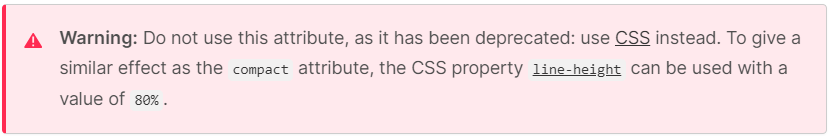 Warning: Do not use this attribute, as it has been deprecated: use CSS instead. To give a
similar effect as the compact attribute, the CSS property line-height can be used with a
value of 80%.